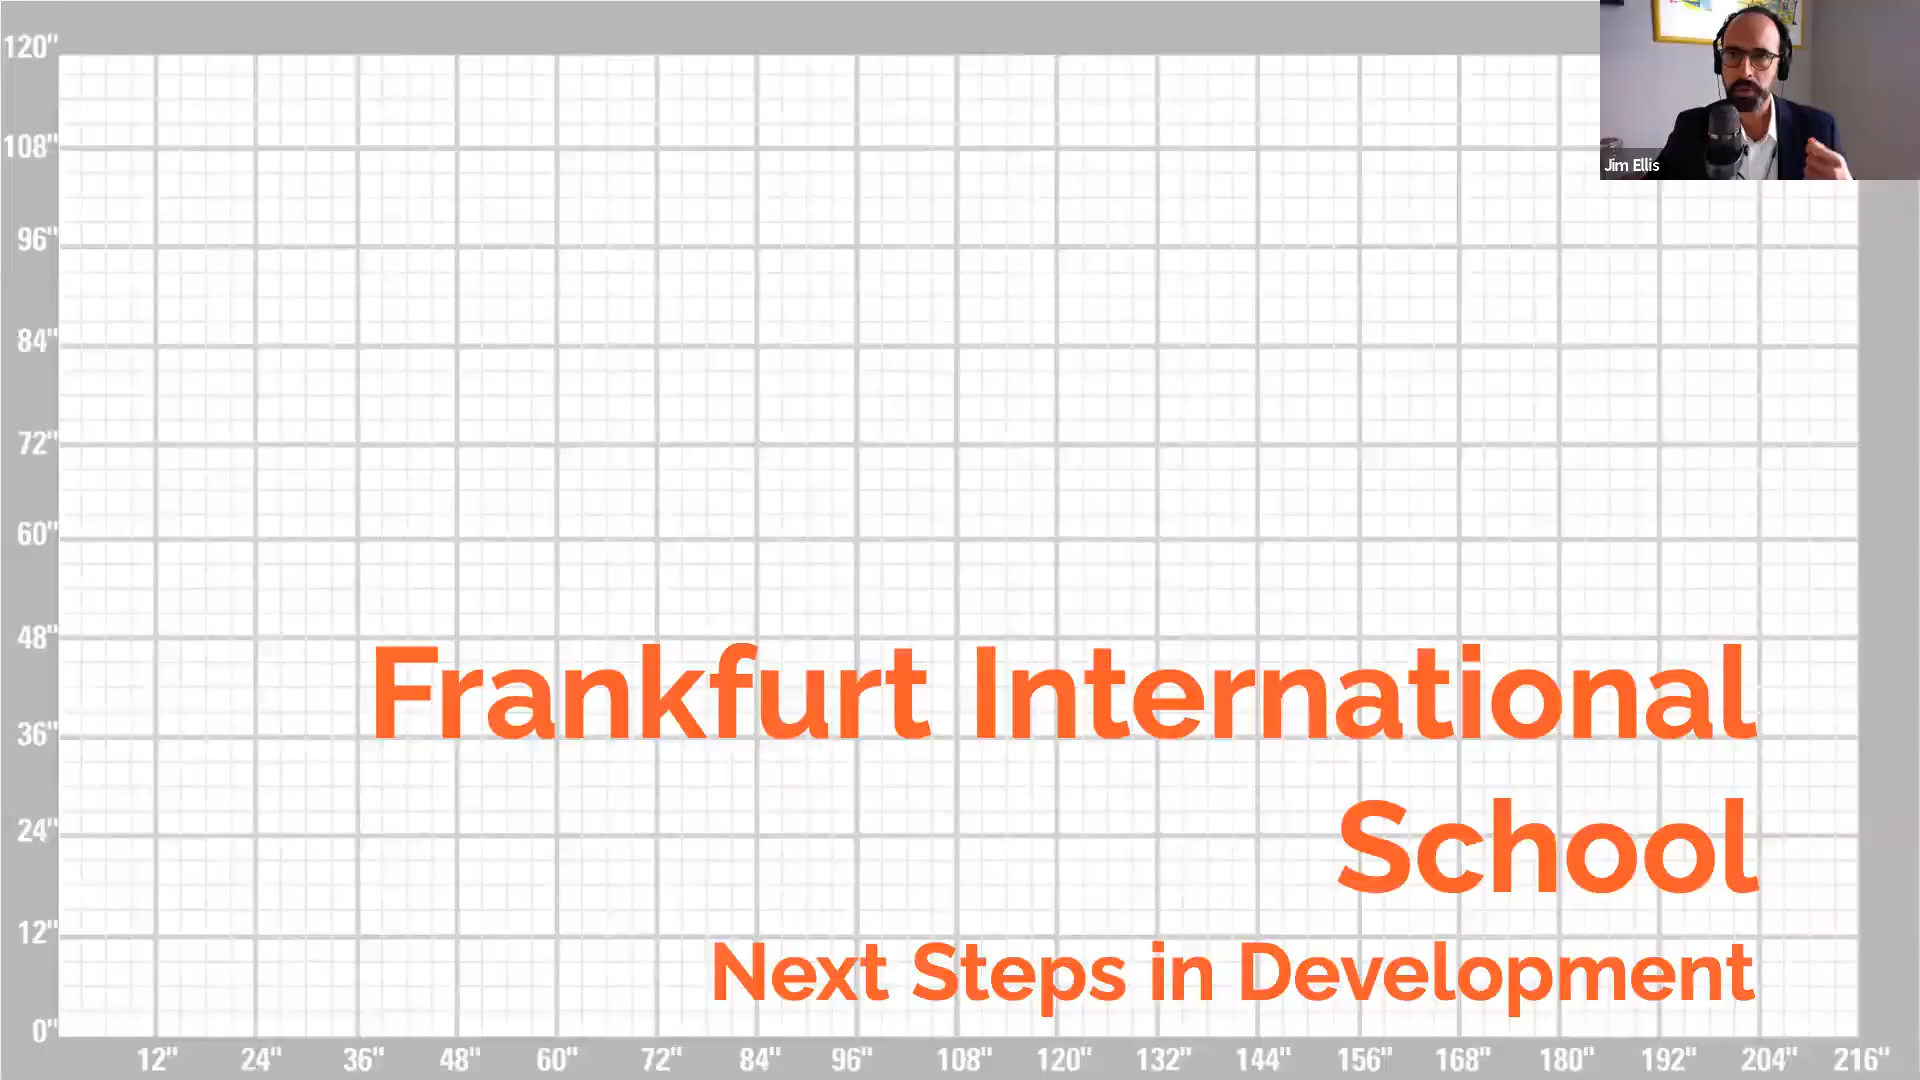 120"
108"
96"
84"
72"
60"
48"
36"
24"
12"
0"
Jim Ellis
Frankfurt International
School
Next Steps in Development
12" 24" 36" 48" 60" 72" 84" 96" 108" 120" 132" 144" 156" 168" 180" 192" 204" 216"